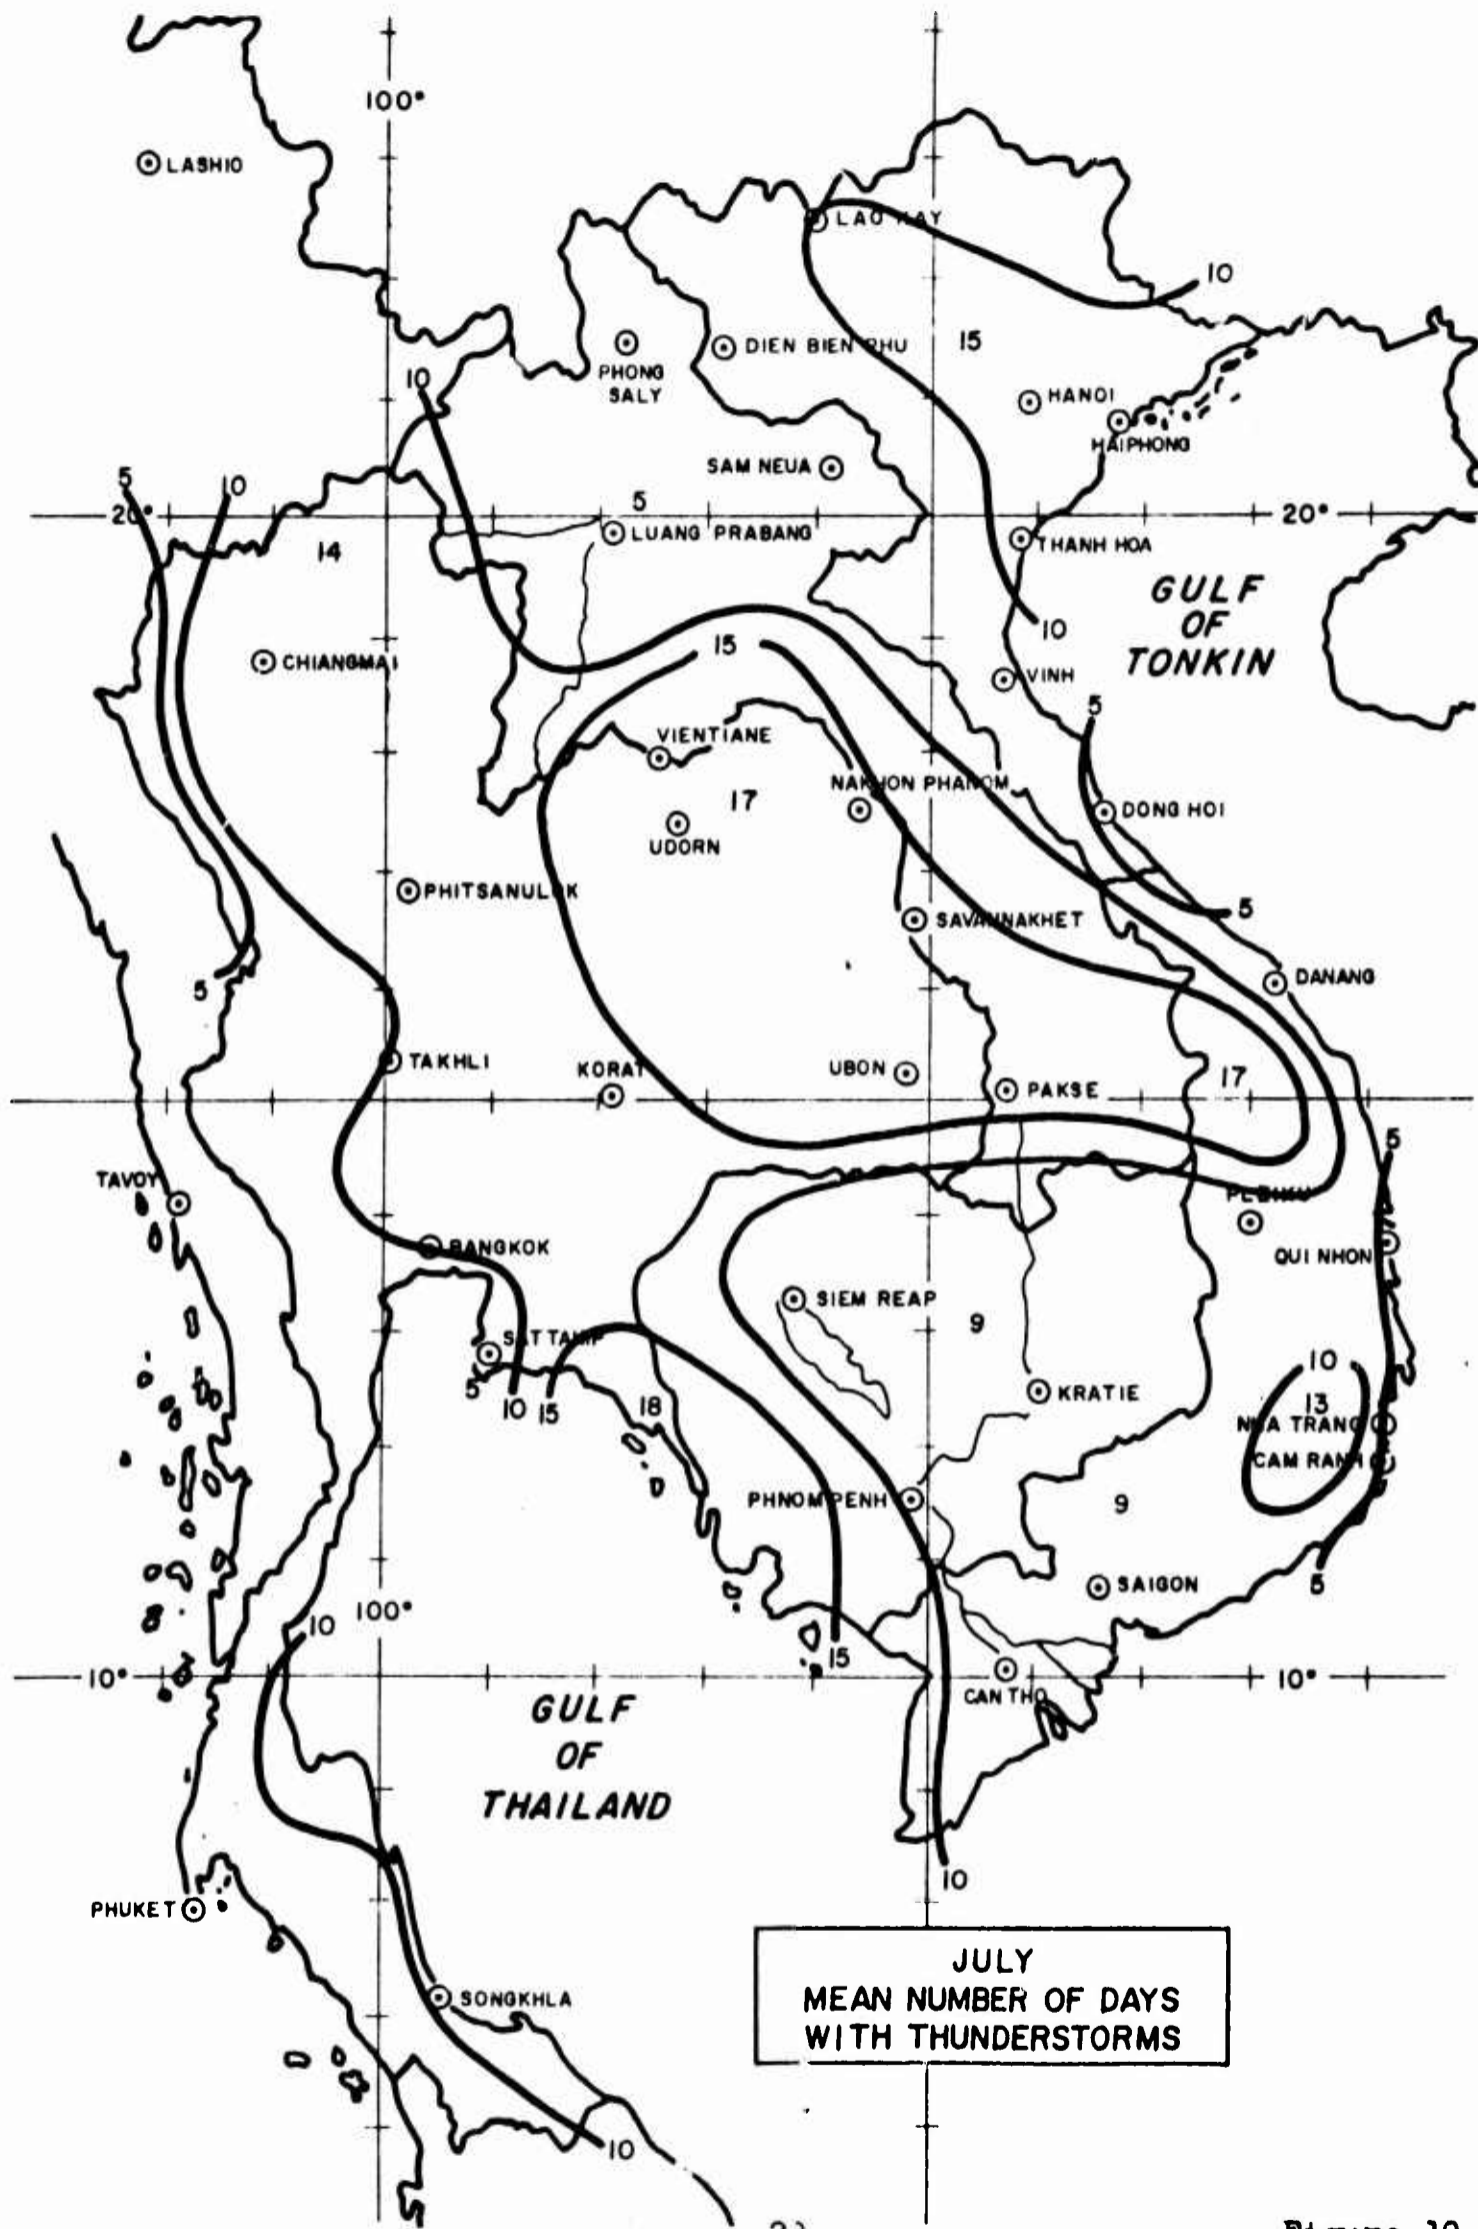 100°
LASHIO
LAO KAY
10
15
DIEN BIEN PHU
PHONG
SALY
10
HANOI
HAIPHONG
SAM NEUA
5
10
5
20°
20°
LUANG PRABANG
14
THANH HOA
GULF
OF
TONKIN
10
15
CHIANGMAI
VINH
5
VIENTIANE
NAKHON PHANOM
17
DONG HOI
UDORN
PHITSANULOK
SAVANNAKHET
5
DANANG
5
TAKHLI
KORAT
UBON
PAKSE
17
5
TAVOY
PLEIKU
BANGKOK
QUI NHON
SIEM REAP
9
SATTAHIP
10
5
10
15
18
KRATIE
13
NHA TRANG
CAM RANH
PHNOM PENH
9
SAIGON
5
100°
10
15
10°
10°
CAN THO
GULF
OF
THAILAND
10
PHUKET
SONGKHLA
JULY
MEAN NUMBER OF DAYS
WITH THUNDERSTORMS
10